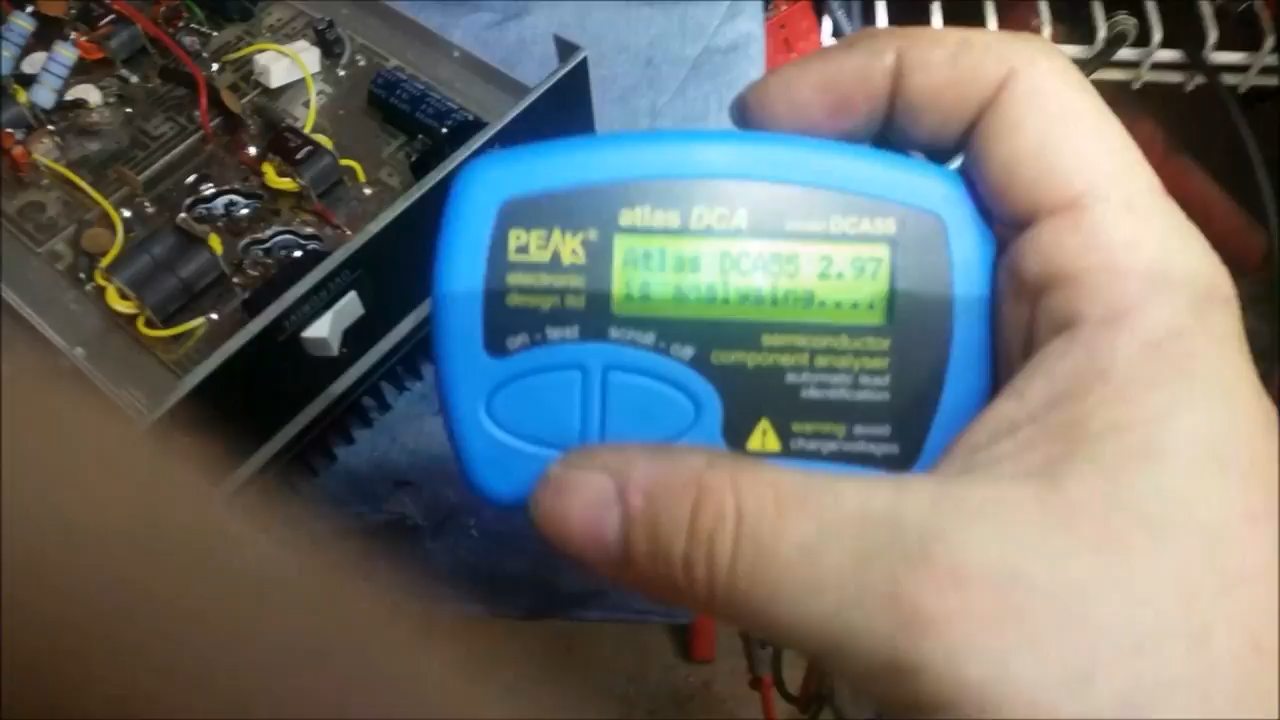 atlas DCA model DCA55
PEAK®
electronic
design ltd
Atlas DCA55 2.97
is analysing....
on - test scroll - off
semiconductor
component analyser
automatic lead
identification
warning: avoid
charge/voltages